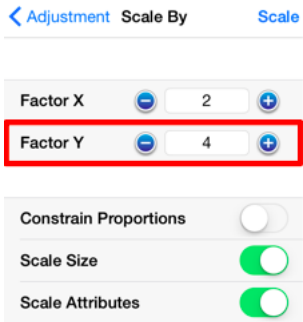 Adjustment Scale By Scale
Factor X 2
Factor Y 4
Constrain Proportions
Scale Size
Scale Attributes